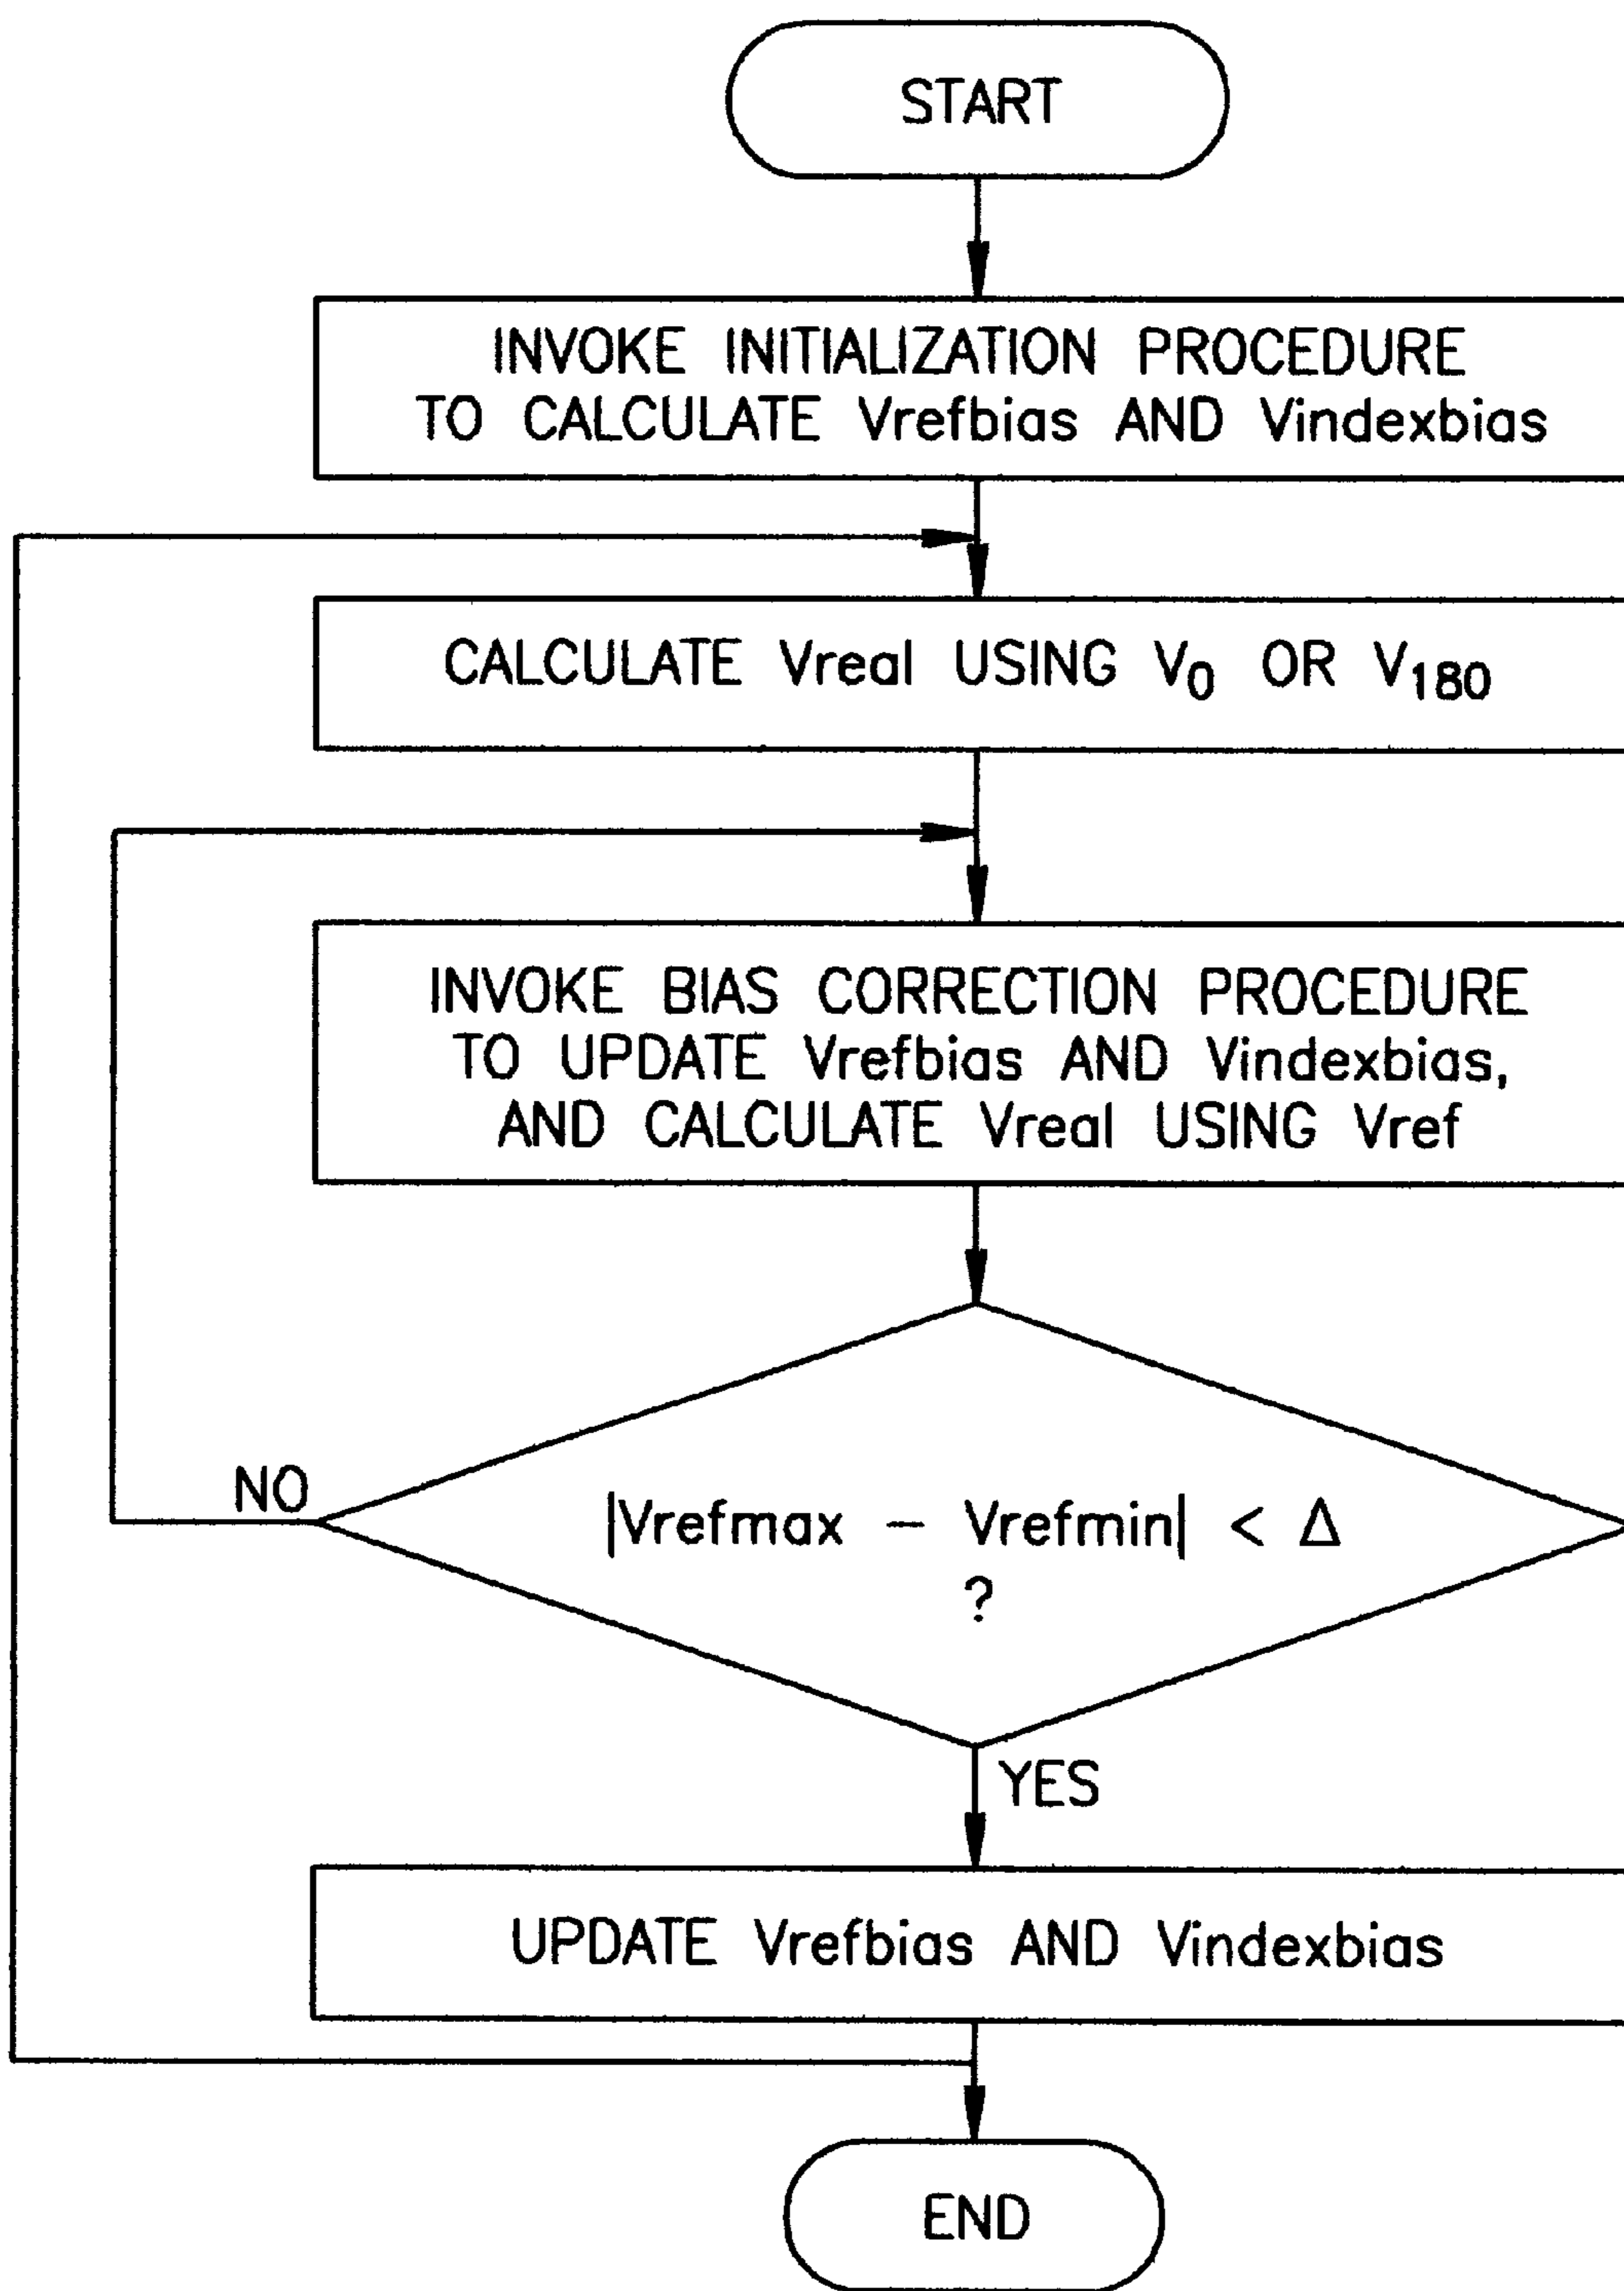 START
INVOKE INITIALIZATION PROCEDURE
TO CALCULATE Vrefbias AND Vindexbias
CALCULATE Vreal USING V₀ OR V₁₈₀
INVOKE BIAS CORRECTION PROCEDURE
TO UPDATE Vrefbias AND Vindexbias,
AND CALCULATE Vreal USING Vref
NO
|Vrefmax – Vrefmin| < Δ
?
YES
UPDATE Vrefbias AND Vindexbias
END